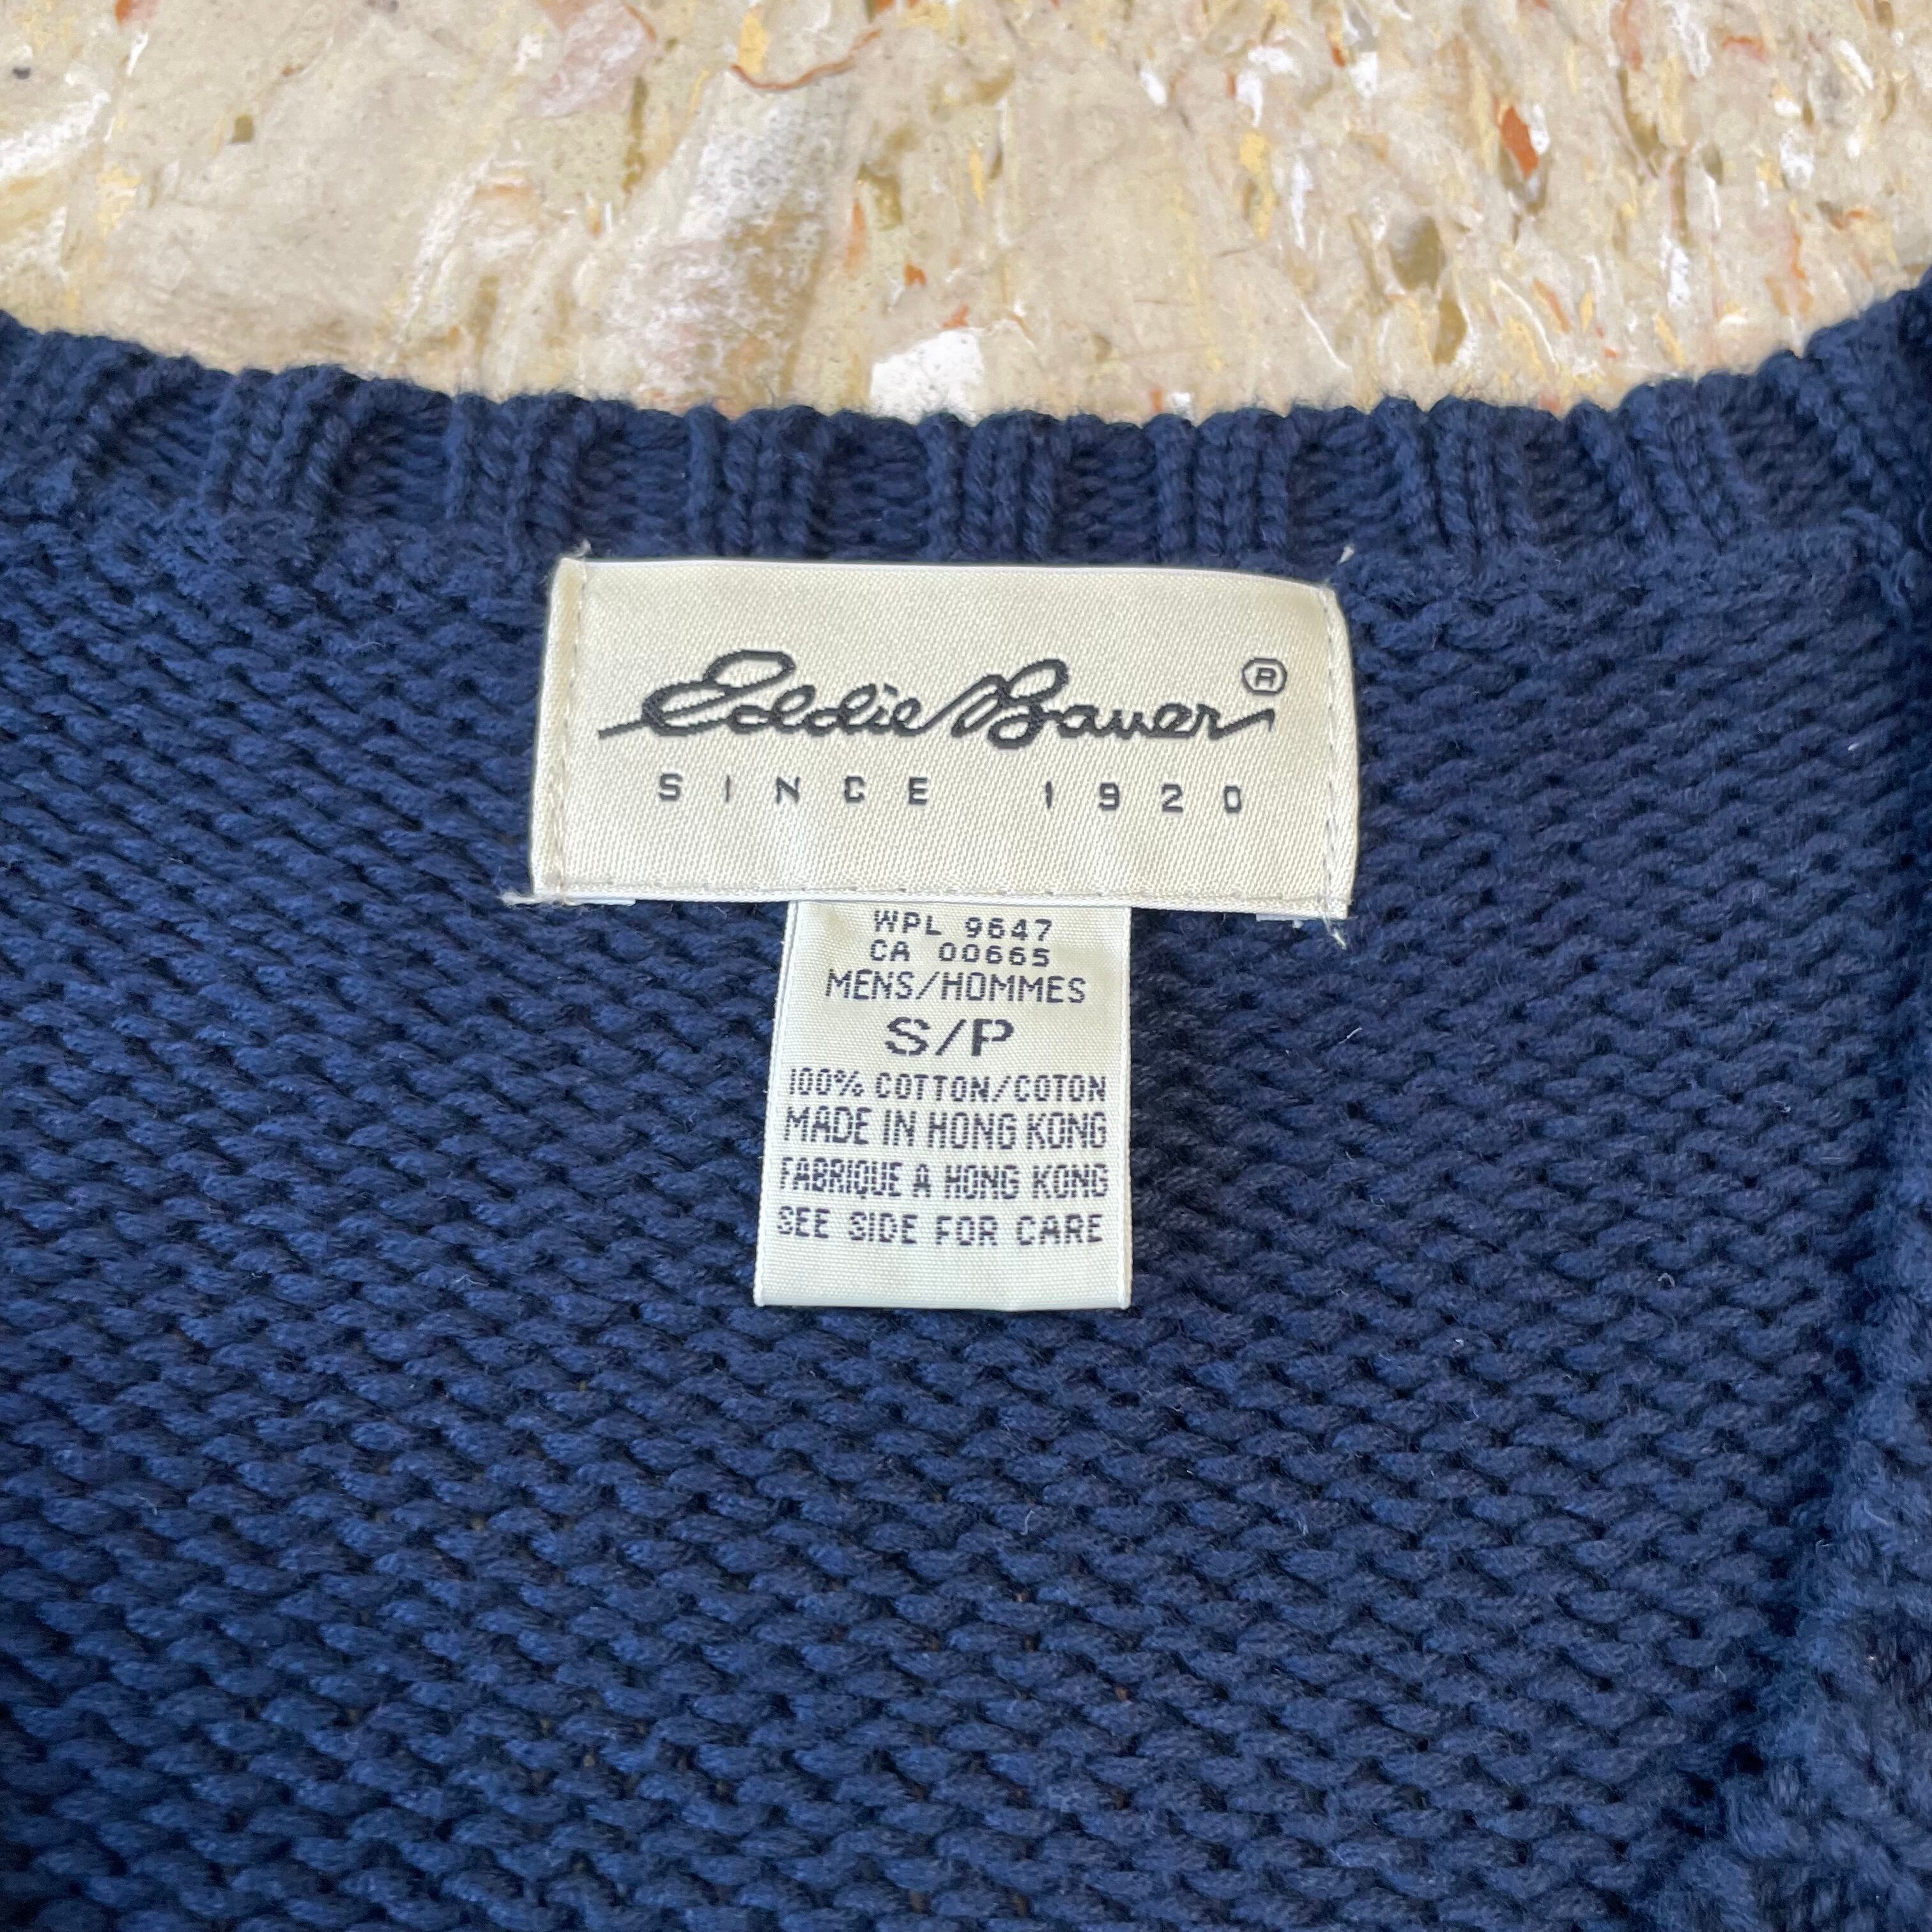 Eddie Bauer®
SINCE 1920
WPL 9647
CA 00665
MENS/HOMMES
S/P
100% COTTON/COTON
MADE IN HONG KONG
FABRIQUE A HONG KONG
SEE SIDE FOR CARE